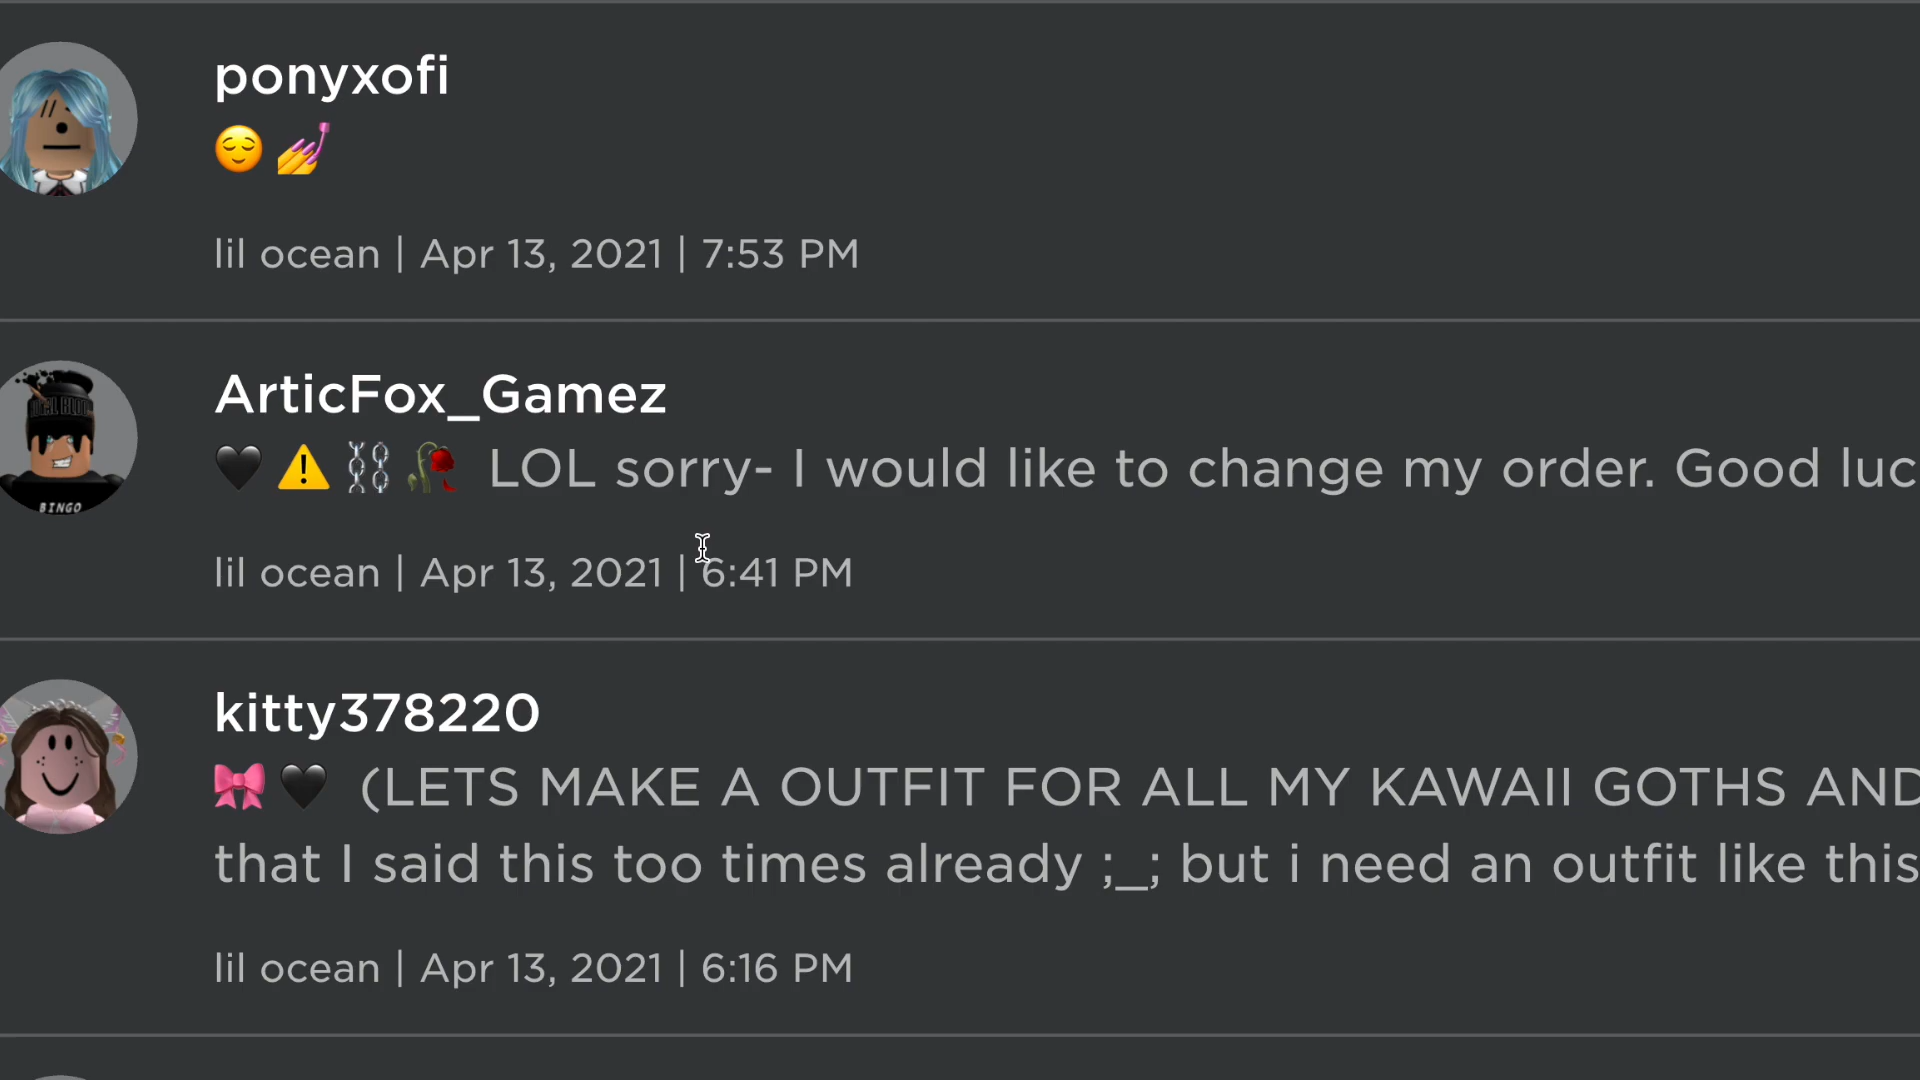 ponyxofi
😌 💅
lil ocean | Apr 13, 2021 | 7:53 PM
ArticFox_Gamez
🖤 ⚠️ ⛓️ 🥀 LOL sorry- I would like to change my order. Good luc
BINGO
lil ocean | Apr 13, 2021 | 6:41 PM
kitty378220
🎀 🖤 (LETS MAKE A OUTFIT FOR ALL MY KAWAII GOTHS AND
that I said this too times already ;_; but i need an outfit like this
lil ocean | Apr 13, 2021 | 6:16 PM